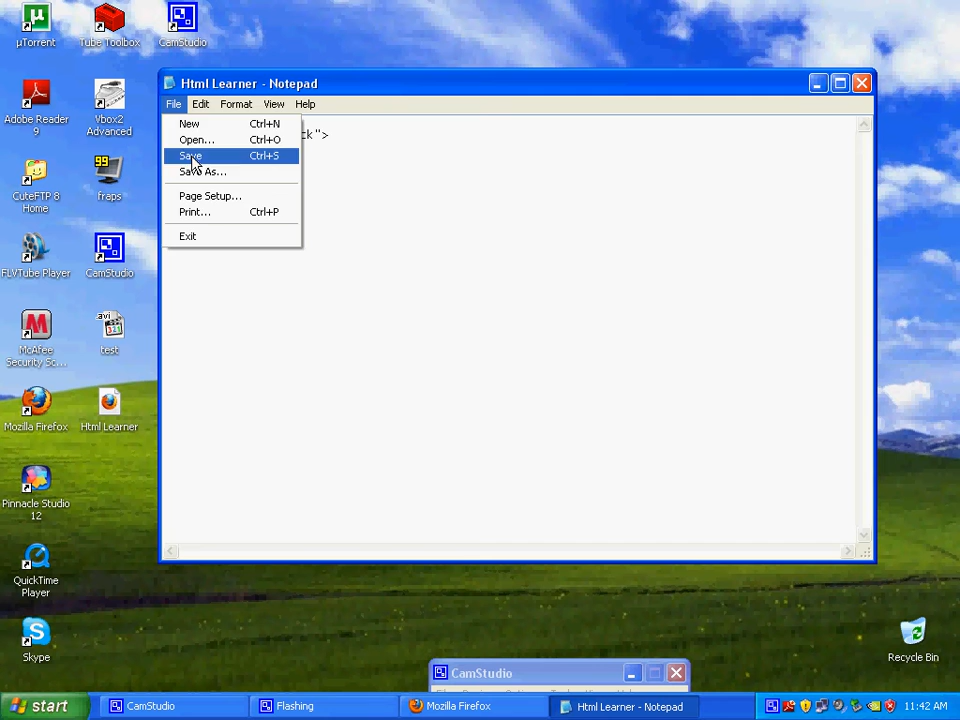 µTorrent
Tube Toolbox
CamStudio
Adobe Reader
9
Vbox2
Advanced
CuteFTP 8
Home
99
fraps
FLVTube Player
CamStudio
McAfee
Security Sc...
.avi
321
test
Mozilla Firefox
Html Learner
Pinnacle Studio
12
QuickTime
Player
Skype
Recycle Bin
Html Learner - Notepad
File Edit Format View Help
ck">
New Ctrl+N
Open... Ctrl+O
Save Ctrl+S
Save As...
Page Setup...
Print... Ctrl+P
Exit
CamStudio
start
CamStudio
Flashing
Mozilla Firefox
Html Learner - Notepad
11:42 AM